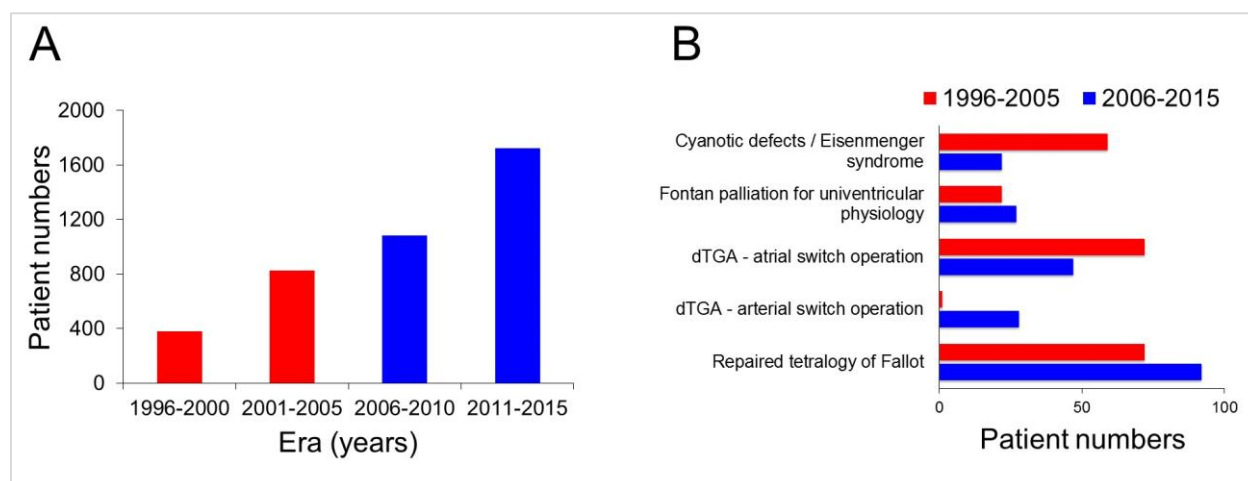 A
Patient numbers
2000
1600
1200
800
400
0
1996-2000 2001-2005 2006-2010 2011-2015
Era (years)
B
1996-2005 2006-2015
Cyanotic defects / Eisenmenger
syndrome
Fontan palliation for univentricular
physiology
dTGA - atrial switch operation
dTGA - arterial switch operation
Repaired tetralogy of Fallot
0 50 100
Patient numbers